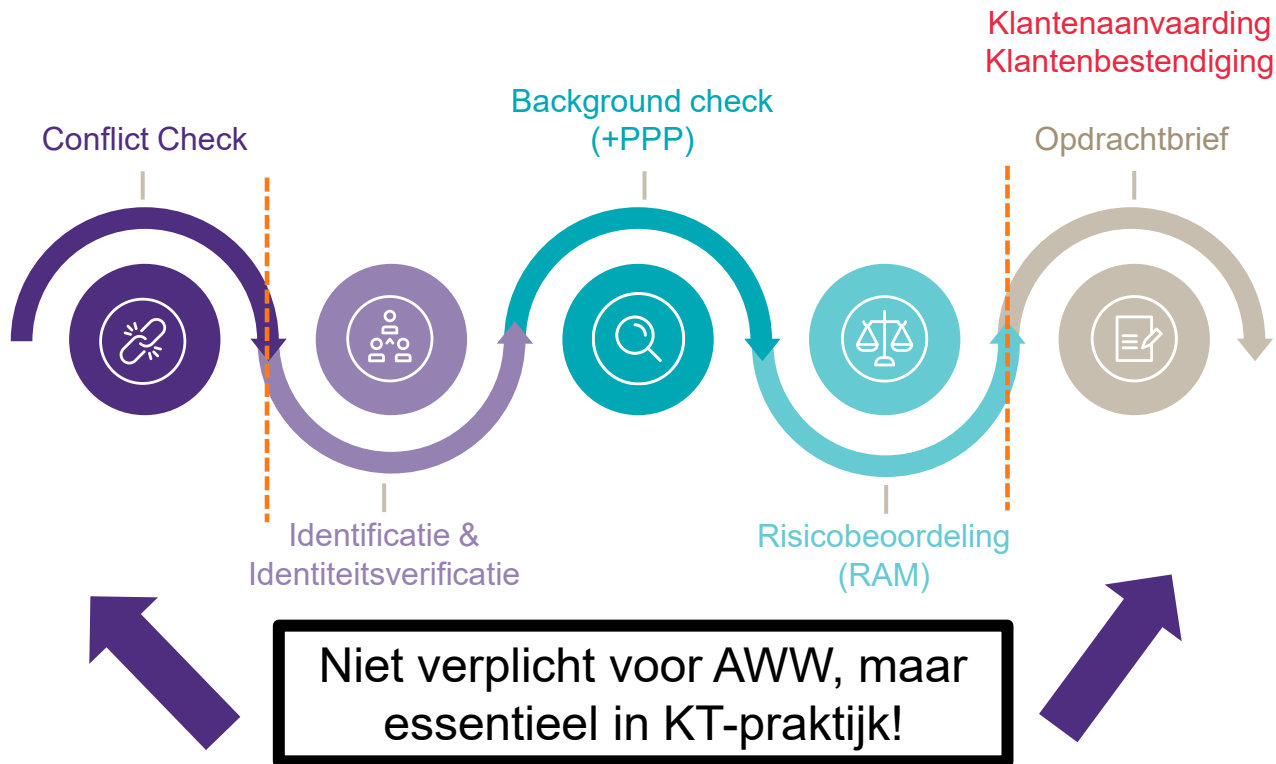 Klantenaanvaarding
Klantenbestendiging
Conflict Check
Background check
(+PPP)
Opdrachtbrief
Identificatie &
Identiteitsverificatie
Risicobeoordeling
(RAM)
Niet verplicht voor AWW, maar
essentieel in KT-praktijk!